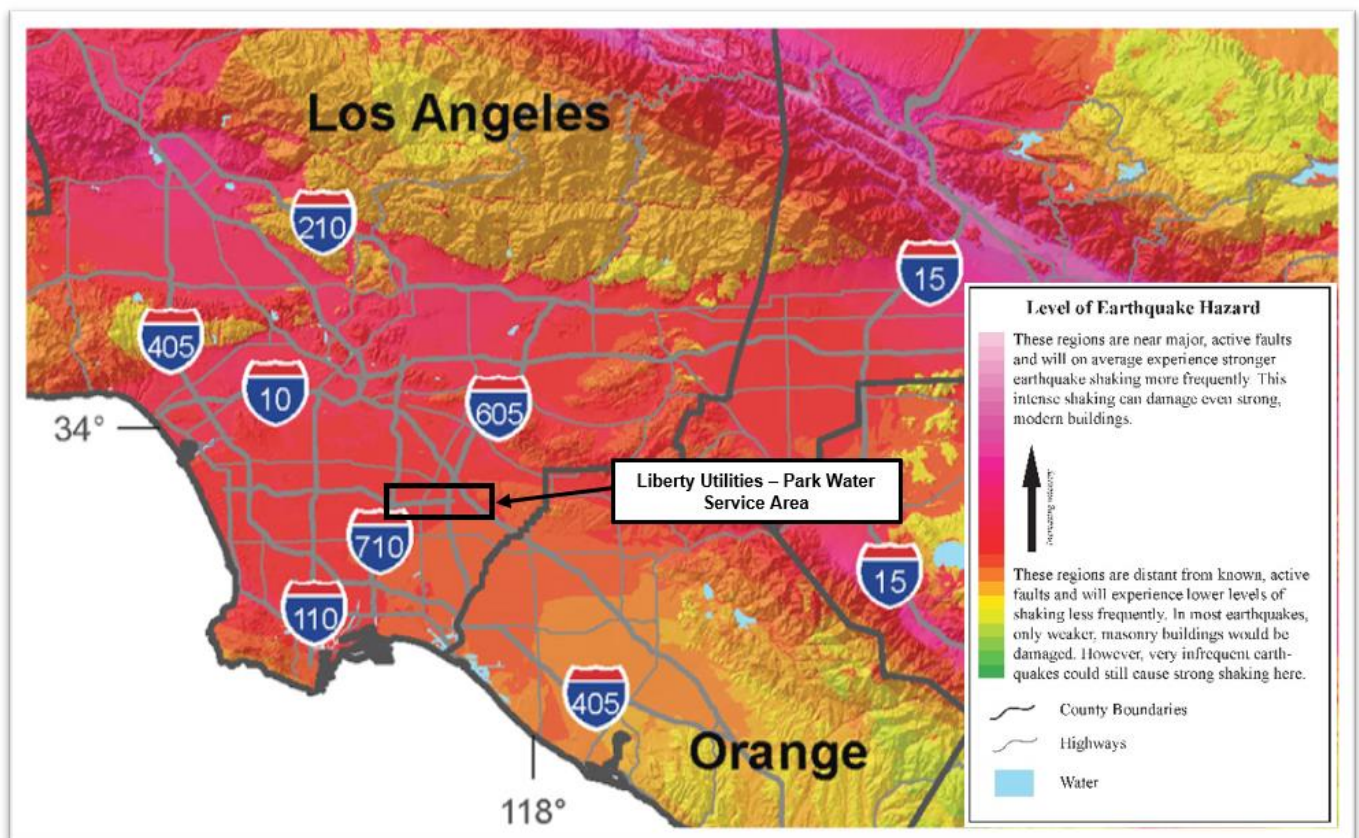 Los Angeles
210
15
405
10
605
34°
Liberty Utilities – Park Water
Service Area
710
15
110
405
Orange
118°
Level of Earthquake Hazard
These regions are near major, active faults
and will on average experience stronger
earthquake shaking more frequently. This
intense shaking can damage even strong,
modern buildings.
Increasing intensity
These regions are distant from known, active
faults and will experience lower levels of
shaking less frequently. In most earthquakes,
only weaker, masonry buildings would be
damaged. However, very infrequent earth-
quakes could still cause strong shaking here.
County Boundaries
Highways
Water